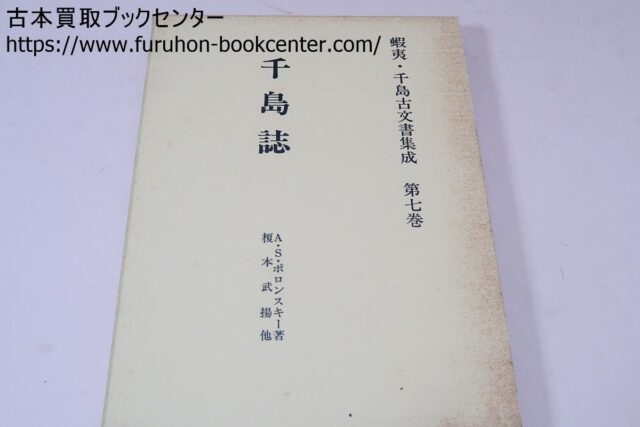 古本買取ブックセンター
https://www.furuhon-bookcenter.com/
蝦夷・千島古文書集成　第七巻
千島誌
A・S・ポロンスキー著
榎本武揚他